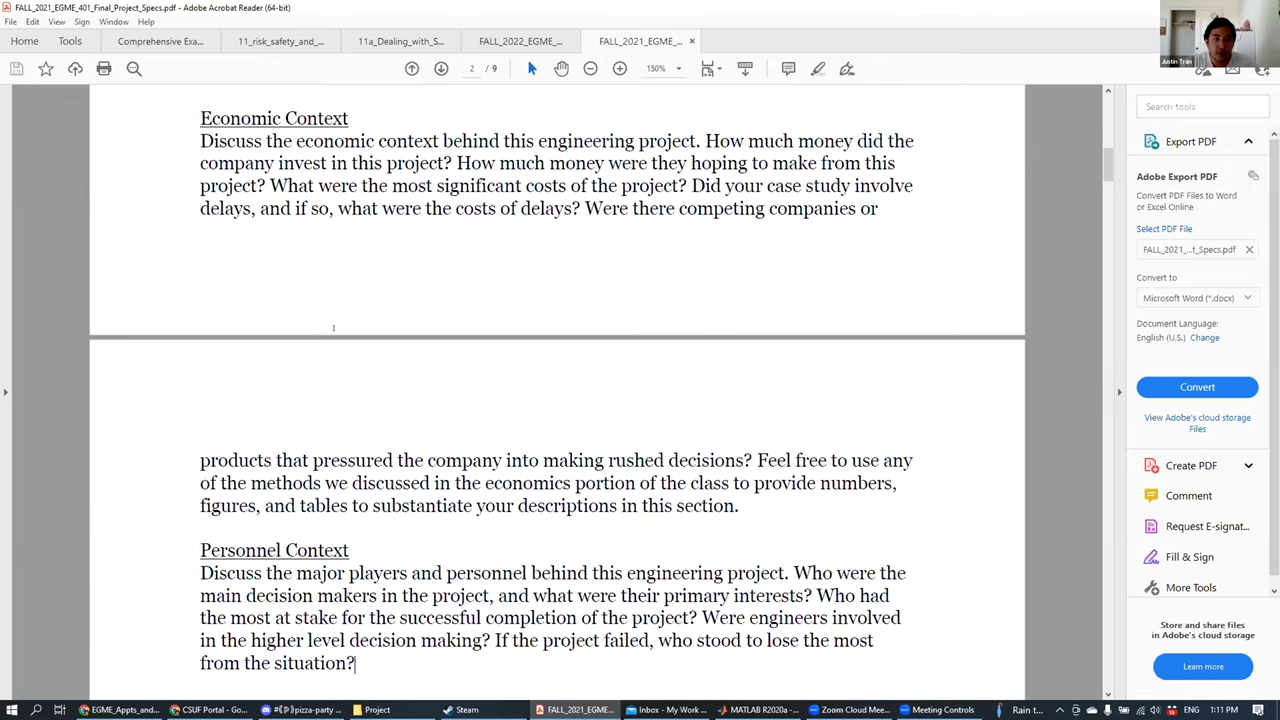 FALL_2021_EGME_401_Final_Project_Specs.pdf - Adobe Acrobat Reader (64-bit)
File Edit View Sign Window Help
Home Tools Comprehensive Exa... 11_risk_safety_and_... 11a_Dealing_with_S... FALL_2022_EGME_... FALL_2021_EGME_... ×
2 / 9 150%
Justin Tran
Economic Context
Discuss the economic context behind this engineering project. How much money did the
company invest in this project? How much money were they hoping to make from this
project? What were the most significant costs of the project? Did your case study involve
delays, and if so, what were the costs of delays? Were there competing companies or
products that pressured the company into making rushed decisions? Feel free to use any
of the methods we discussed in the economics portion of the class to provide numbers,
figures, and tables to substantiate your descriptions in this section.
Personnel Context
Discuss the major players and personnel behind this engineering project. Who were the
main decision makers in the project, and what were their primary interests? Who had
the most at stake for the successful completion of the project? Were engineers involved
in the higher level decision making? If the project failed, who stood to lose the most
from the situation?
Search tools
Export PDF
Adobe Export PDF
Convert PDF Files to Word
or Excel Online
Select PDF File
FALL_2021_...t_Specs.pdf
Convert to
Microsoft Word (*.docx)
Document Language:
English (U.S.) Change
Convert
View Adobe's cloud storage
Files
Create PDF
Comment
Request E-signat...
Fill & Sign
More Tools
Store and share files
in Adobe's cloud storage
Learn more
EGME_Appts_and... CSUF Portal - Go... pizza-party ... Project Steam FALL_2021_EGME... Inbox - My Work ... MATLAB R2020a - ... Zoom Cloud Mee... Meeting Controls Rain t... 15 1:11 PM